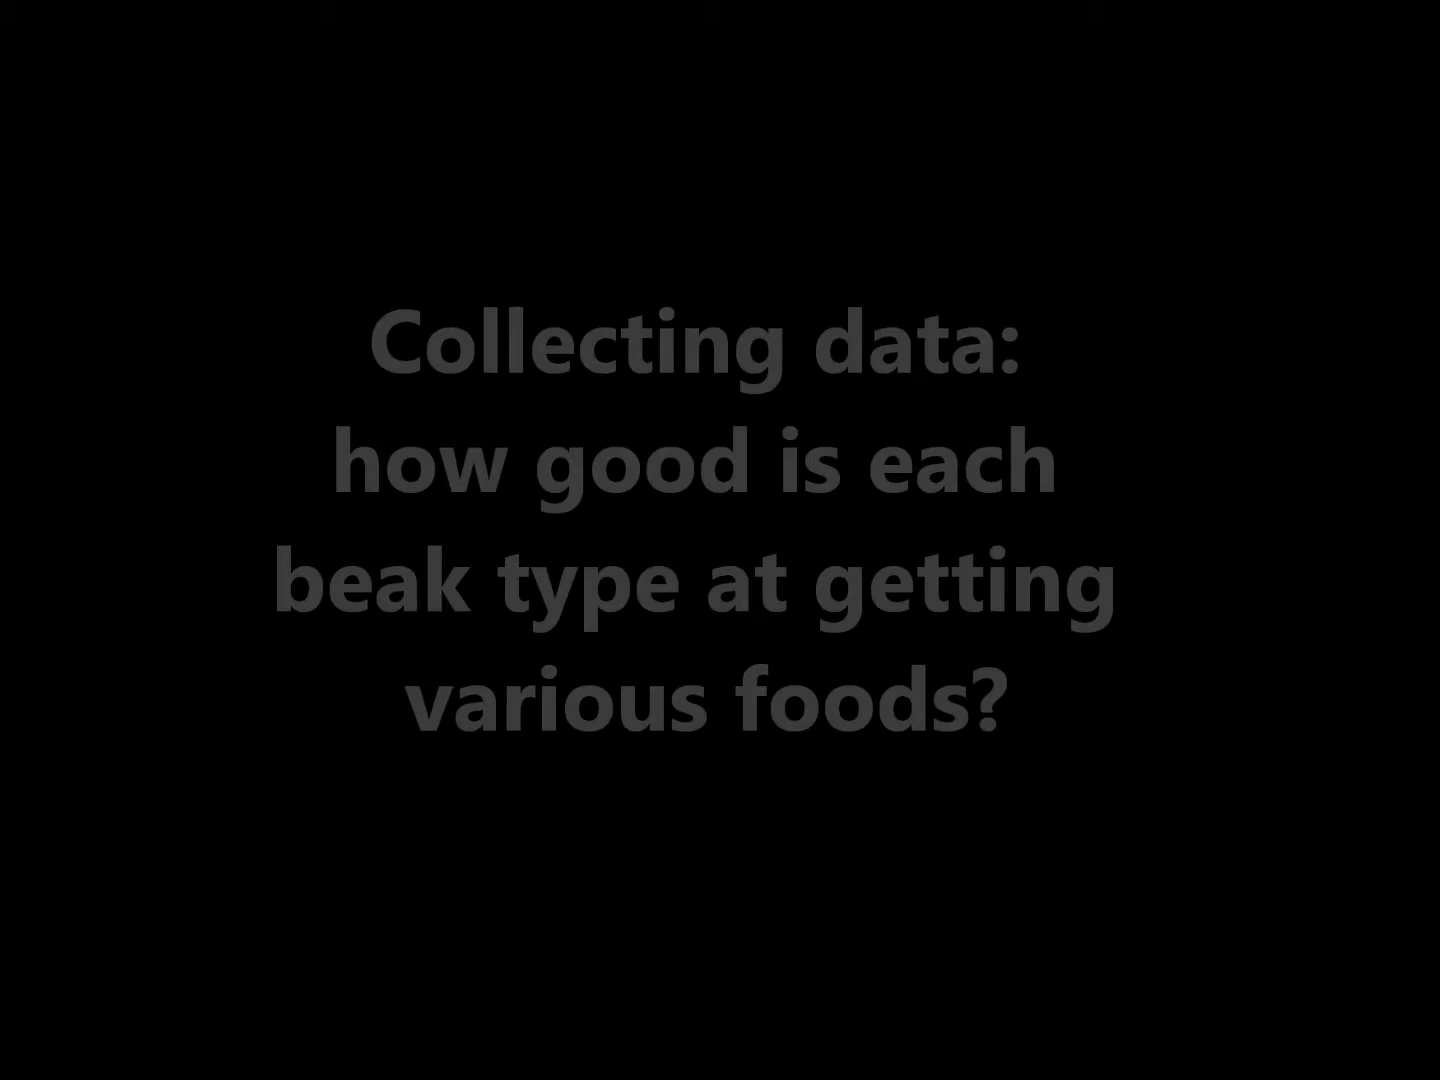 Collecting data:
how good is each
beak type at getting
various foods?